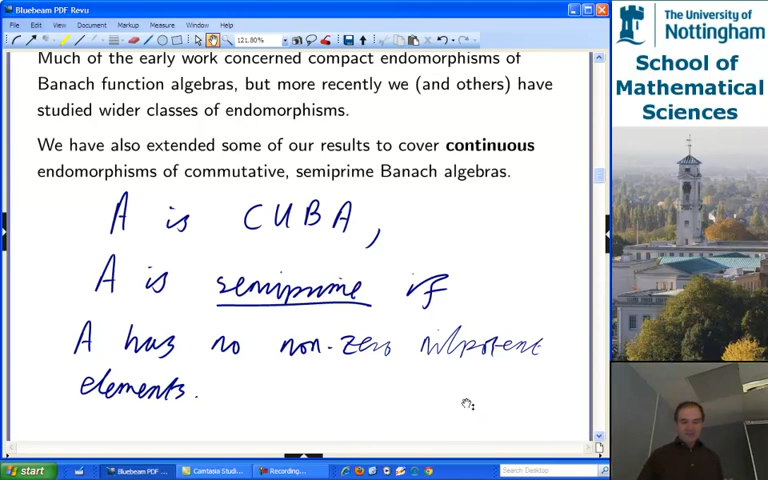 Bluebeam PDF Revu
File Edit View Document Markup Measure Window Help
121.80%
The University of
Nottingham
School of
Mathematical
Sciences
Much of the early work concerned compact endomorphisms of
Banach function algebras, but more recently we (and others) have
studied wider classes of endomorphisms.
We have also extended some of our results to cover continuous
endomorphisms of commutative, semiprime Banach algebras.
A is CUBA,
A is semiprime if
A has no non-zero nilpotent
elements.
start Bluebeam PDF ... Camtasia Studi... Recording... Search Desktop